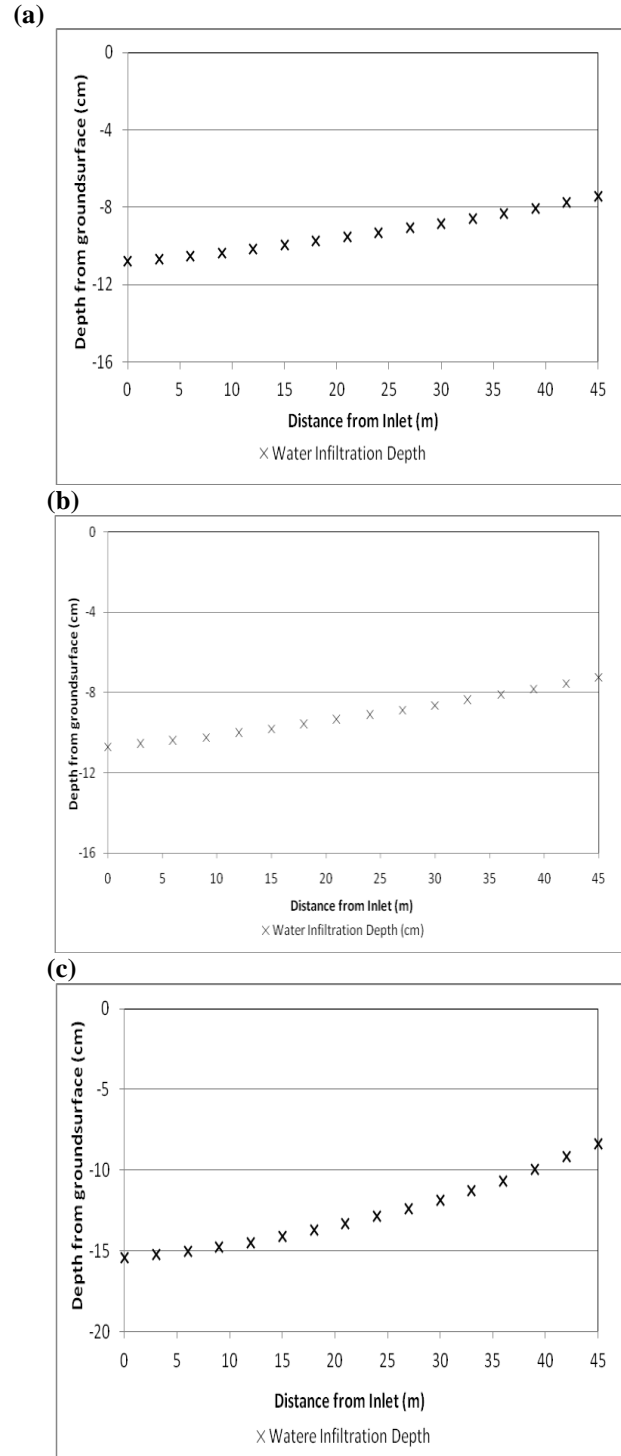 (a)
0
-4
-8
-12
-16
Depth from groundsurface (cm)
0 5 10 15 20 25 30 35 40 45
Distance from Inlet (m)
× Water Infiltration Depth
(b)
0
-4
-8
-12
-16
Depth from groundsurface (cm)
0 5 10 15 20 25 30 35 40 45
Distance from Inlet (m)
× Water Infiltration Depth (cm)
(c)
0
-5
-10
-15
-20
Depth from groundsurface (cm)
0 5 10 15 20 25 30 35 40 45
Distance from Inlet (m)
× Watere Infiltration Depth